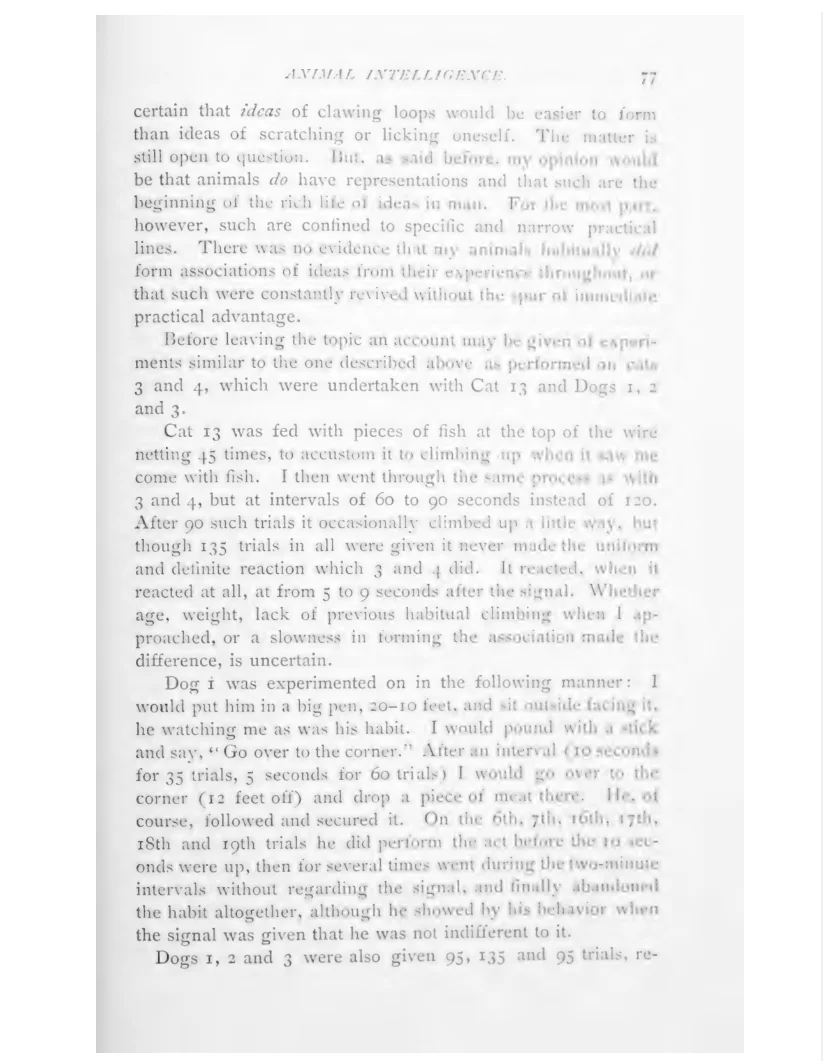 ANIMAL INTELLIGENCE. 77
certain that ideas of clawing loops would be easier to form
than ideas of scratching or licking oneself. The matter is
still open to question. But, as said before, my opinion would
be that animals do have representations and that such are the
beginning of the rich life of ideas in man. For the most part,
however, such are confined to specific and narrow practical
lines. There was no evidence that my animals habitually did
form associations of ideas from their experience throughout, or
that such were constantly revived without the spur of immediate
practical advantage.
Before leaving the topic an account may be given of experi-
ments similar to the one described above as performed on cats
3 and 4, which were undertaken with Cat 13 and Dogs 1, 2
and 3.
Cat 13 was fed with pieces of fish at the top of the wire
netting 45 times, to accustom it to climbing up when it saw me
come with fish. I then went through the same process as with
3 and 4, but at intervals of 60 to 90 seconds instead of 120.
After 90 such trials it occasionally climbed up a little way, but
though 135 trials in all were given it never made the uniform
and definite reaction which 3 and 4 did. It reacted, when it
reacted at all, at from 5 to 9 seconds after the signal. Whether
age, weight, lack of previous habitual climbing when I ap-
proached, or a slowness in forming the association made the
difference, is uncertain.
Dog 1 was experimented on in the following manner: I
would put him in a big pen, 20–10 feet, and sit outside facing it,
he watching me as was his habit. I would pound with a stick
and say, “Go over to the corner.” After an interval (10 seconds
for 35 trials, 5 seconds for 60 trials) I would go over to the
corner (12 feet off) and drop a piece of meat there. He, of
course, followed and secured it. On the 6th, 7th, 16th, 17th,
18th and 19th trials he did perform the act before the 10 sec-
onds were up, then for several times went during the two-minute
intervals without regarding the signal, and finally abandoned
the habit altogether, although he showed by his behavior when
the signal was given that he was not indifferent to it.
Dogs 1, 2 and 3 were also given 95, 135 and 95 trials, re-